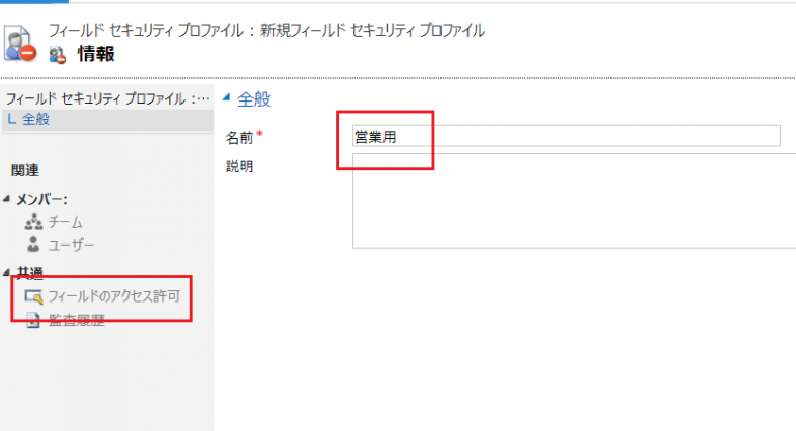 フィールド セキュリティ プロファイル : 新規フィールド セキュリティ プロファイル
情報
フィールド セキュリティ プロファイル :…
全般
関連
メンバー:
チーム
ユーザー
共通
フィールドのアクセス許可
監査履歴
全般
名前* 営業用
説明